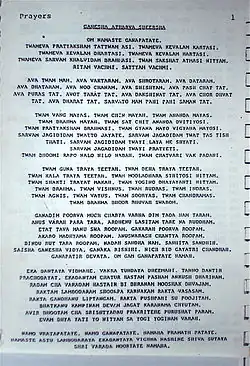 Prayers 1
GANESHA ATHARVA SHEERSHA
OM NAMASTE GANAPATAYE.
TWAMEVA PRATYAKSHAM TATTWAM ASI. TWAMEVA KEVALAM KARTASI.
TWAMEVA KEVALAM DHARTASI. TWAMEVA KEVALAM HARTASI.
TWAMEVA SARVAM KHALVIDAM BRAHMASI. TWAM SAKSHAT ATMASI NITYAM.
RITAM VACHMI. SATYAM VACHMI.
AVA TWAM MAM. AVA VAKTARAM. AVA SHROTARAM. AVA DATARAM.
AVA DHATARAM. AVA NOO CHANAM, AVA SHISHYAM. AVA PASH CHAT TAT,
AVA PURAS TAT. AVOT TARAT TAT. AVA DAKSHINAT TAT. AVA CHOR DHVAT
TAT, AVA DHARAT TAT. SARVATO MAM PAHI PAHI SAMAN TAT.
TWAM VANG MAYAS, TWAM CHIN MAYAH. TWAM ANANDA MAYAS
TWAM BRAHMA MAYAH. TWAM SAT CHIT ANANDA DVITIYOSI.
TWAM PRATYAKSHAM BRAHMASI. TWAM GYANA MAYO VIGYANA MAYOSI.
SARVAM JAGIDIDAM TWATTO JAYATE. SARVAM JAGIDIDAM TWAT TAS TISH
THATI. SARVAM JAGIDIDAM TWAYI LAYA ME SHYATI.
SARVAM JAGIDIDAM TWAYI PRATYETI.
TWAM BHOOMI RAPO NALO NILO NABAH. TWAM CHATVARI VAK PADANI.
TWAM GUNA TRAYA TEETAH. TWAM DEHA TRAYA TEETAH.
TWAM KALA TRAYA TEETAH. TWAM MOOLADHARA STHITOSI NITYAM.
TWAM SHAKTI TRAYAT MAKAH. TWAM YOGINO DHYAYANTI NITYAM.
TWAM BRAHMA, TWAM VISHNUS, TWAM RUDRAS, TWAM INDRAS,
TWAM AGNIS, TWAM VAYUS, TWAM SOORYAS, TWAM CHANDRAMAS,
TWAM BRAHMA BHOOR BHUVAH SWAROM.
GANADIM POORVA MUCH CHARYA VARNA DIM TADA NAN TARAM.
ANUS VARAH PARA TARA. ARDHENDU LASITAM TARE NA RUDDHAM.
ETAT TAVA MANU SWA ROOPAM. GAKARAH POORVA ROOPAM.
AKARO MADHYAMA ROOPAM. ANUSWARASH CHANTYA ROOPAM.
BINDU RUT TARA ROOPAM. NADAH SANDHA NAM. SANHITA SANDHIH.
SAISHA GANESHA VIDYA, GANAKA RISHIHI. NICH RID GAYATRI CHANDHAH.
GANAPATIR DEVATA. OM GAN GANAPATAYE NAMAH.
EKA DANTAYA VIDMAHE, VAKRA TUNDAYA DHEEMAHI. TANNO DANTIH
PRACHODAYAT. EKADANTAM CHATUR HASTAM PASHAM ANKUSH DHARINAM.
RADAM CHA VARADAM HASTAIR BI BHRANAM MOOSHAKA DHVAJAM.
RAKTAM LAMBODARAM SHOORPA KARNAKAM RAKTA VASASAM.
RAKTA GANDHANU LIPTANGAM. RAKTA PUSHPAHI SU POOJITAM.
BHAKTANU KAMPINAM DEVAM JAGAT KARANAMA CHYUTAM.
AVIR BHOOTAM CHA SRISHTYADAU PRAKRITEHE PURUSHAT PARAM.
EVAM DHYA YATI YO NITYAM SA YOGI YOGINAM VARAH.
NAMO VRATAPATAYE. NAMO GANAPATAYE. NAMAHA PRAMATH PATAYE.
NAMASTE ASTU LAMBODARAYA EKADANTAYA VIGHNA NASHINE SHIVA SUTAYA
SHRI VARADA MOORTAYE NAMAHA.